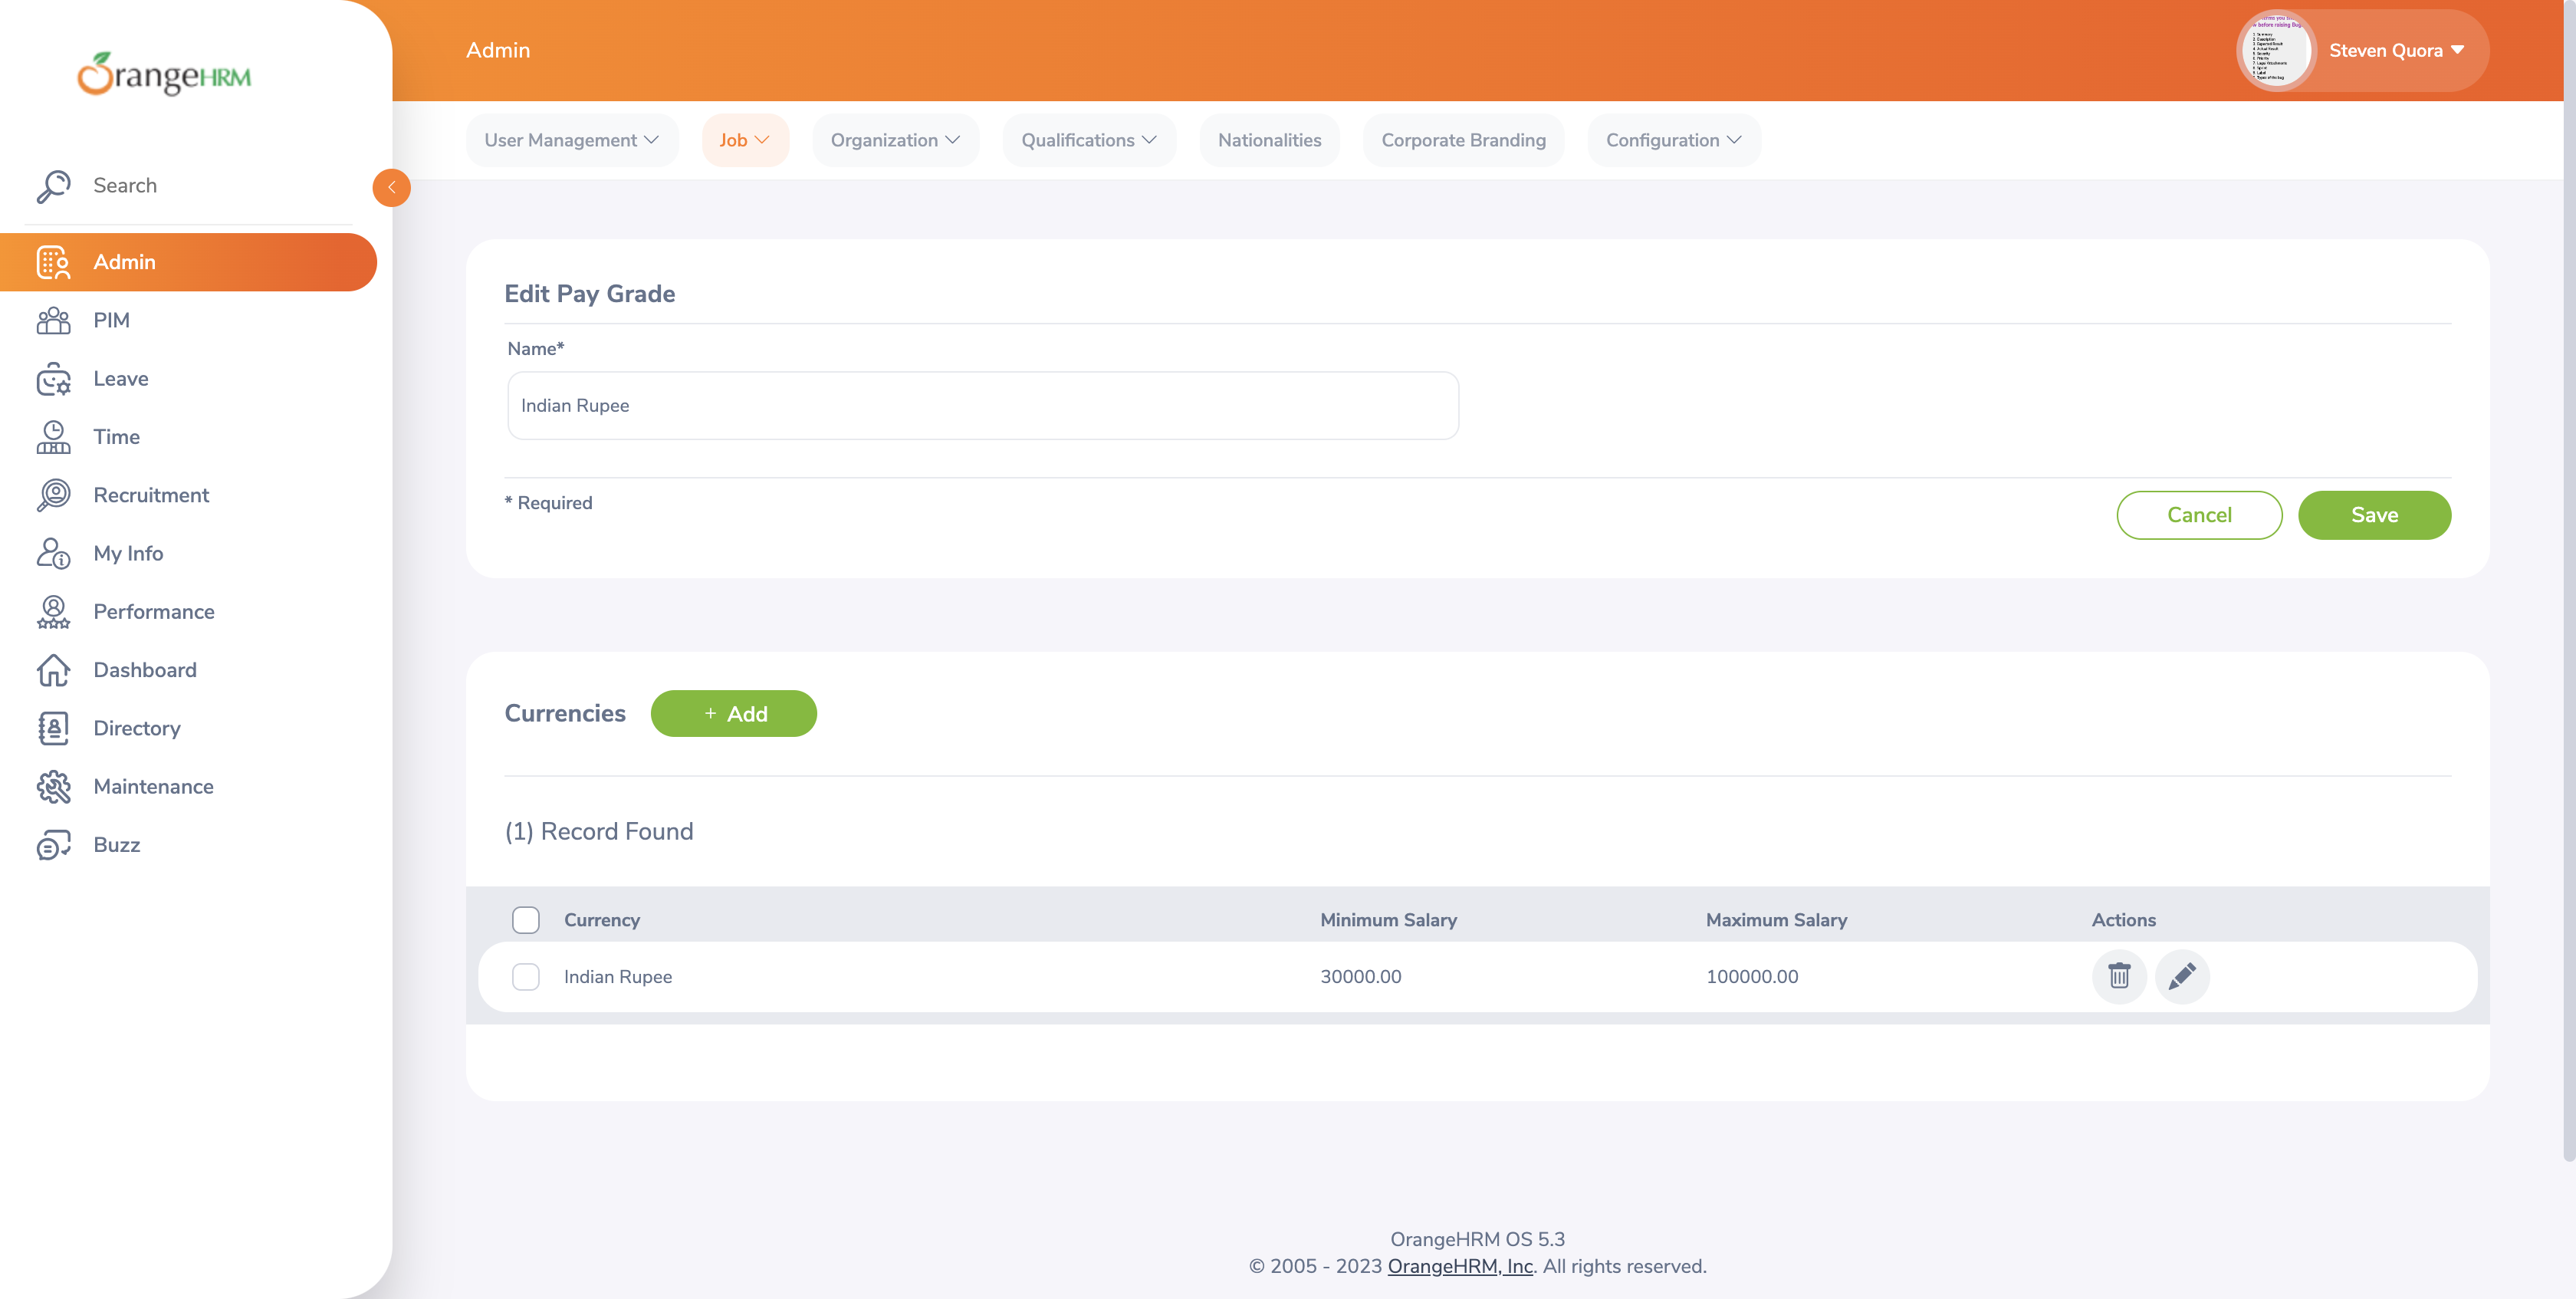 OrangeHRM
Admin
Steven Quora
User Management
Job
Organization
Qualifications
Nationalities
Corporate Branding
Configuration
Search
Admin
PIM
Leave
Time
Recruitment
My Info
Performance
Dashboard
Directory
Maintenance
Buzz
Edit Pay Grade
Name*
Indian Rupee
* Required
Cancel
Save
Currencies
+ Add
(1) Record Found
Currency Minimum Salary Maximum Salary Actions
Indian Rupee 30000.00 100000.00
OrangeHRM OS 5.3
© 2005 - 2023 OrangeHRM, Inc. All rights reserved.